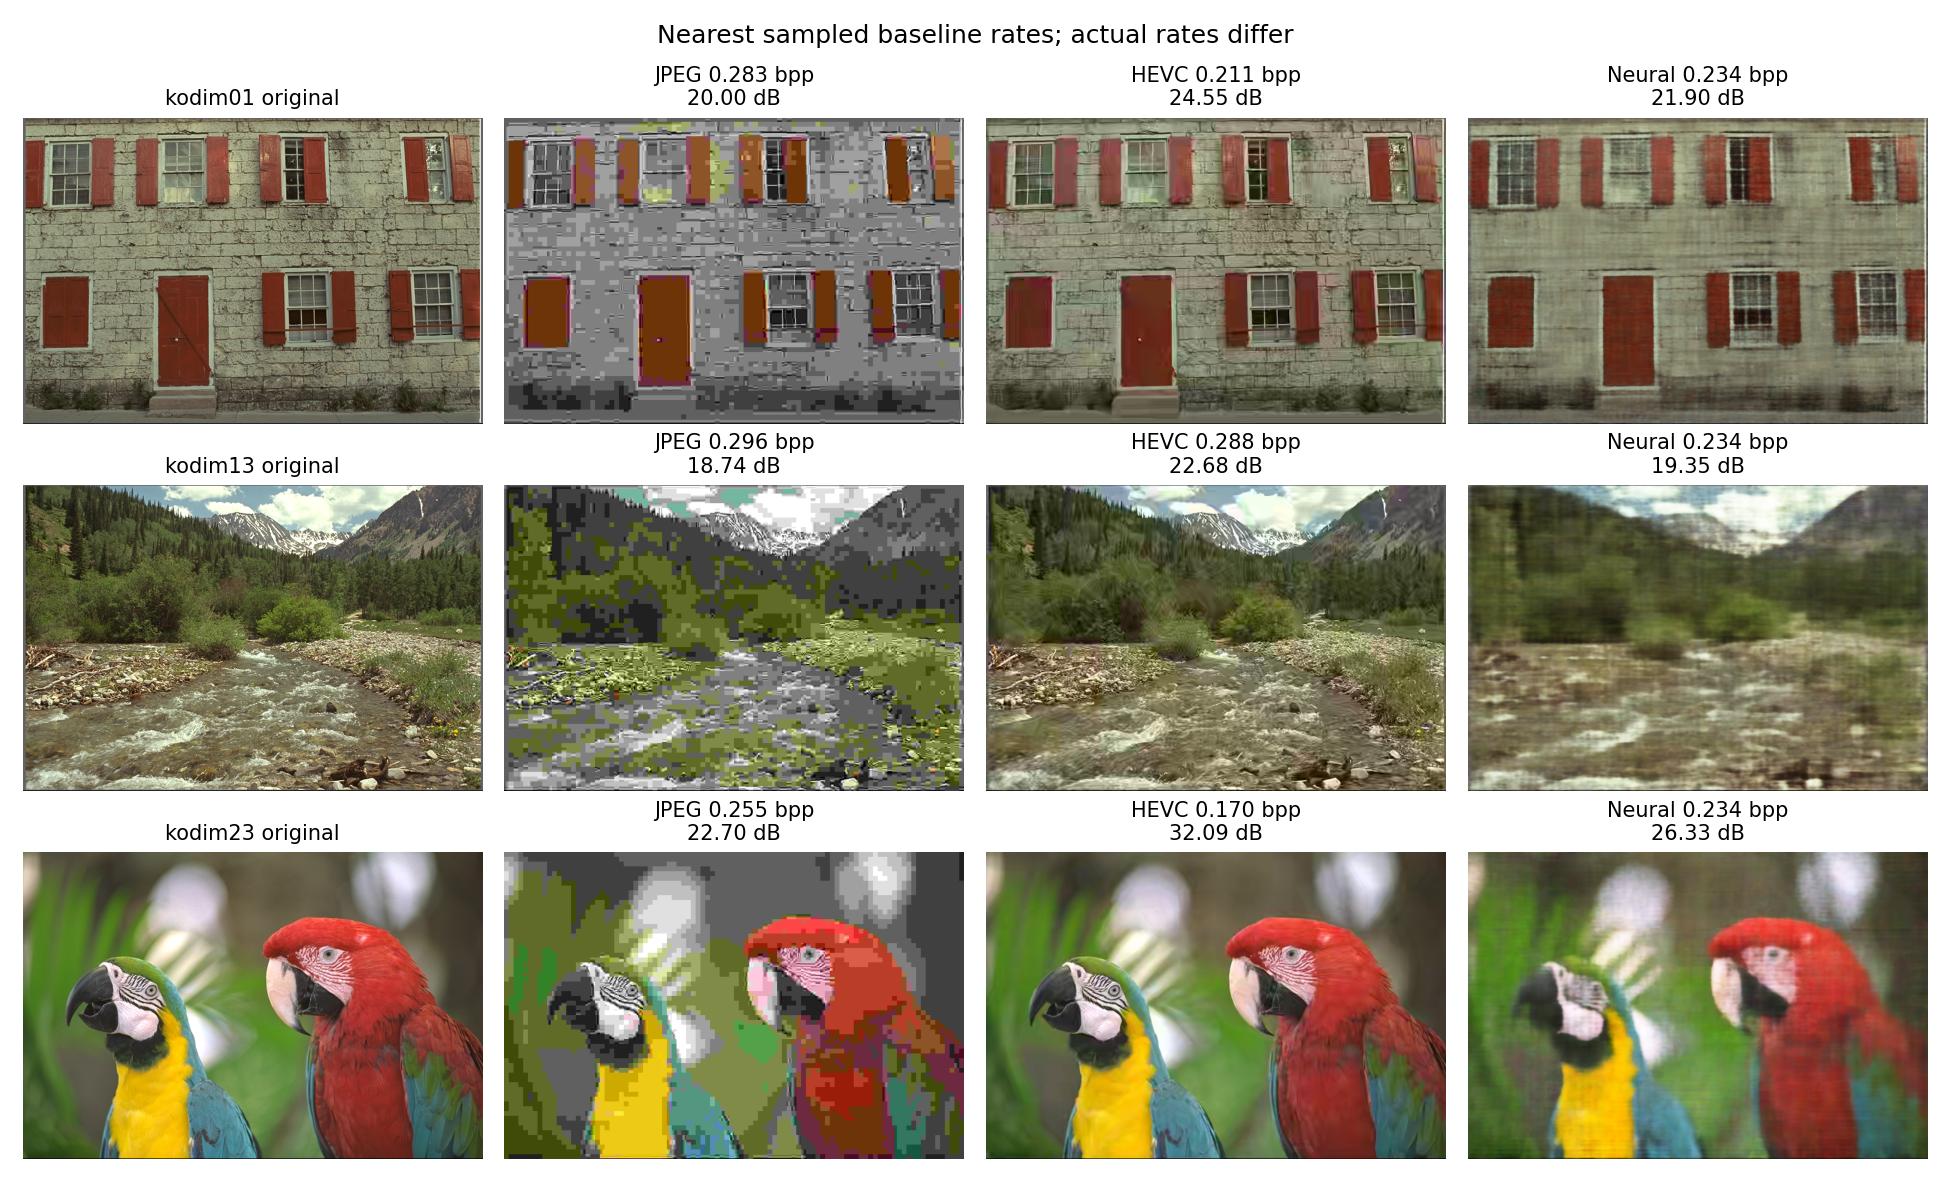 Nearest sampled baseline rates; actual rates differ
kodim01 original
JPEG 0.283 bpp
20.00 dB
HEVC 0.211 bpp
24.55 dB
Neural 0.234 bpp
21.90 dB
kodim13 original
JPEG 0.296 bpp
18.74 dB
HEVC 0.288 bpp
22.68 dB
Neural 0.234 bpp
19.35 dB
kodim23 original
JPEG 0.255 bpp
22.70 dB
HEVC 0.170 bpp
32.09 dB
Neural 0.234 bpp
26.33 dB